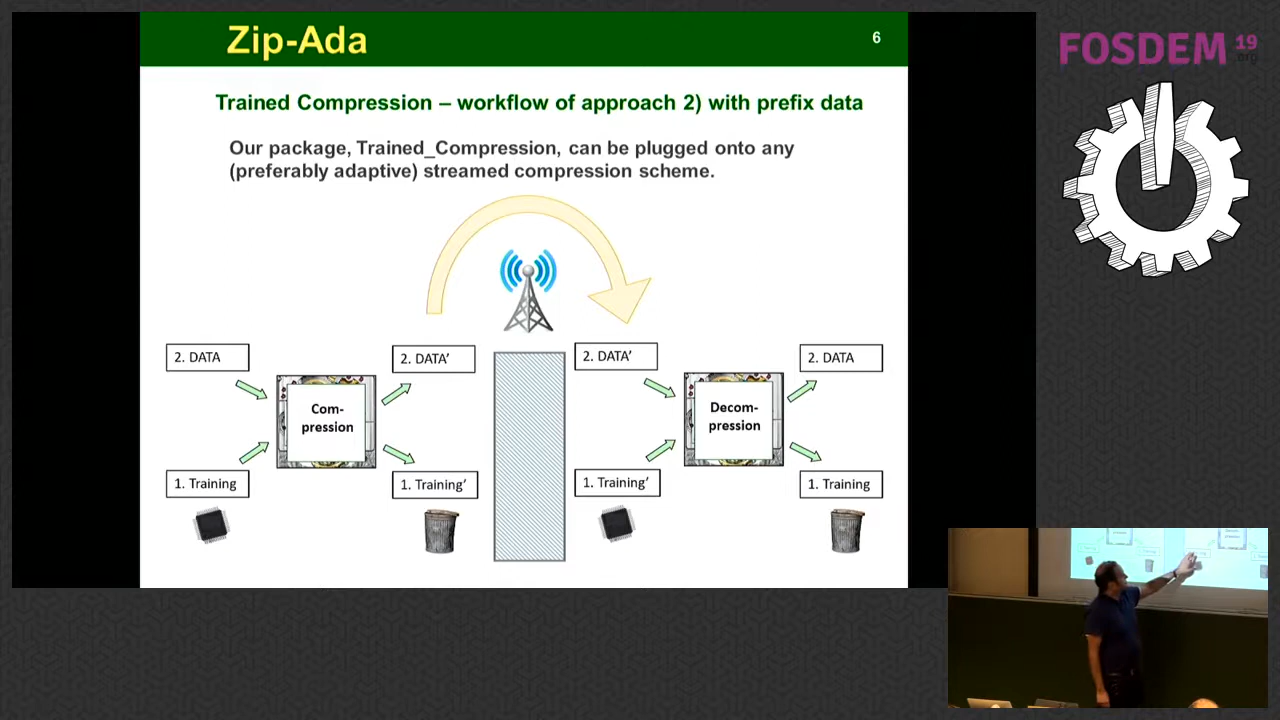 Zip-Ada
6
FOSDEM 19
.org
Trained Compression – workflow of approach 2) with prefix data
Our package, Trained_Compression, can be plugged onto any
(preferably adaptive) streamed compression scheme.
2. DATA
2. DATA′
2. DATA′
2. DATA
Com-
pression
Decom-
pression
1. Training
1. Training′
1. Training′
1. Training